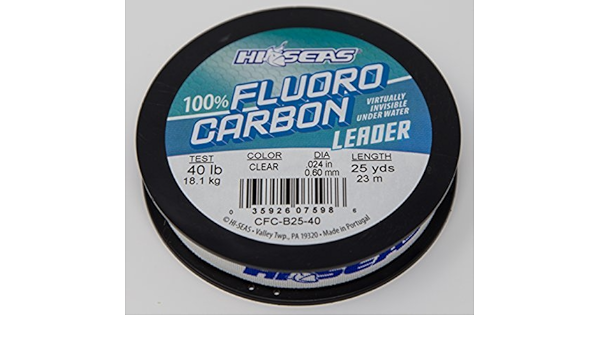 HI-SEAS
100% FLUORO
CARBON
VIRTUALLY
INVISIBLE
UNDER WATER
LEADER
TEST COLOR DIA LENGTH
40 lb CLEAR .024 in 25 yds
18.1 kg 0.60 mm 23 m
0 35926 07598 6
CFC-B25-40
© HI-SEAS • Valley Twp., PA 19320 • Made in Portugal
HI-SEAS